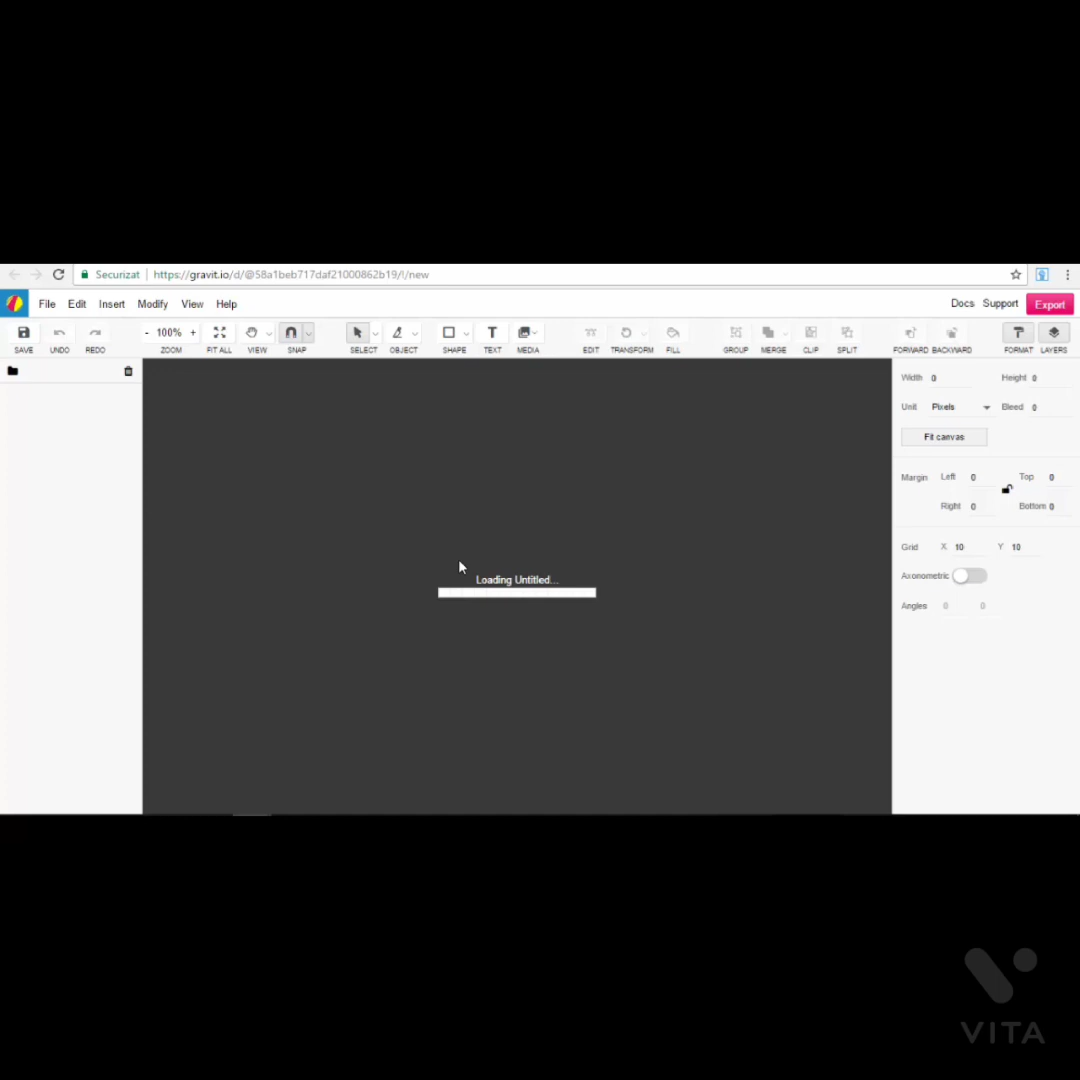 Securizat https://gravit.io/d/@58a1beb717daf21000862b19/!/new
File Edit Insert Modify View Help Docs Support Export
- 100% +
SAVE UNDO REDO ZOOM FIT ALL VIEW SNAP SELECT OBJECT SHAPE TEXT MEDIA EDIT TRANSFORM FILL GROUP MERGE CLIP SPLIT FORWARD BACKWARD FORMAT LAYERS
Width 0 Height 0
Unit Pixels Bleed 0
Fit canvas
Margin Left 0 Top 0
Right 0 Bottom 0
Grid X 10 Y 10
Axonometric
Angles 0 0
Loading Untitled...
VITA